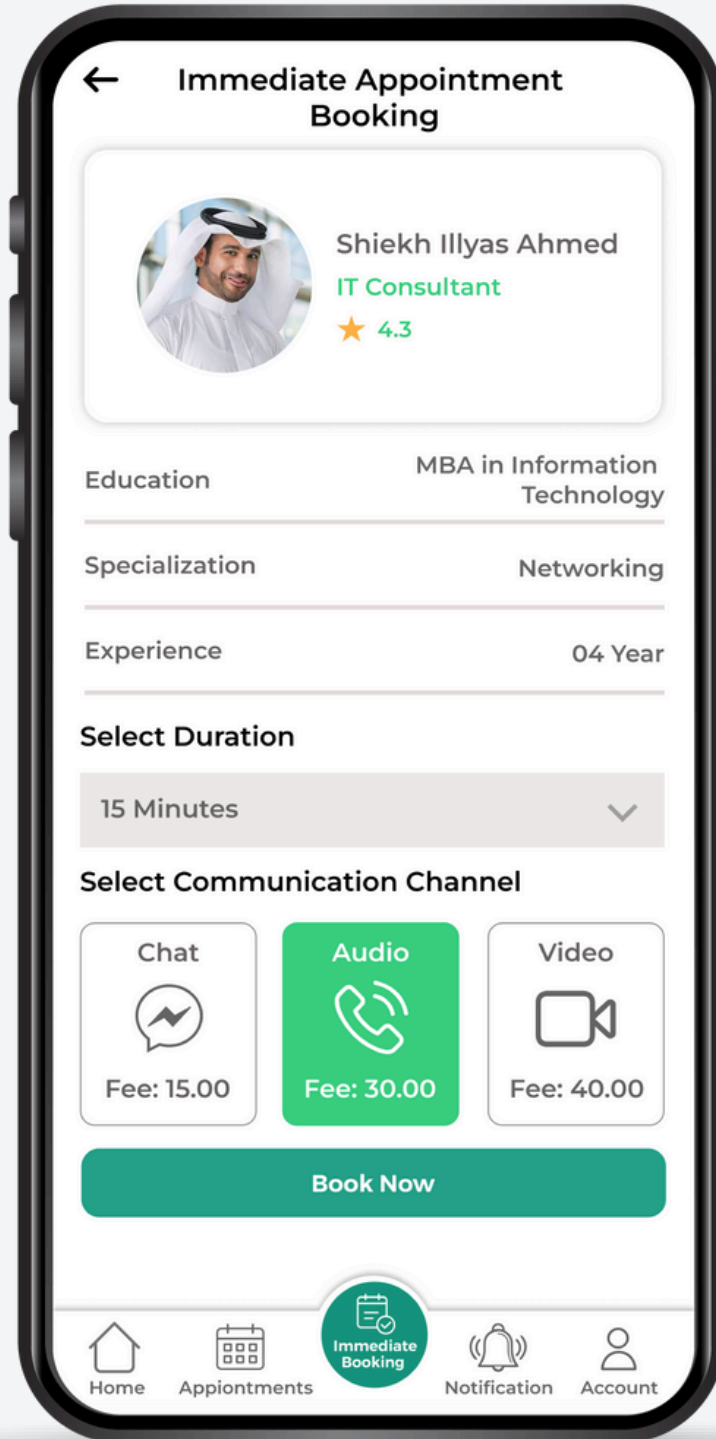 Immediate Appointment
Booking
Shiekh Illyas Ahmed
IT Consultant
4.3
Education
MBA in Information
Technology
Specialization
Networking
Experience
04 Year
Select Duration
15 Minutes
Select Communication Channel
Chat
Fee: 15.00
Audio
Fee: 30.00
Video
Fee: 40.00
Book Now
Home
Appiontments
Immediate
Booking
Notification
Account